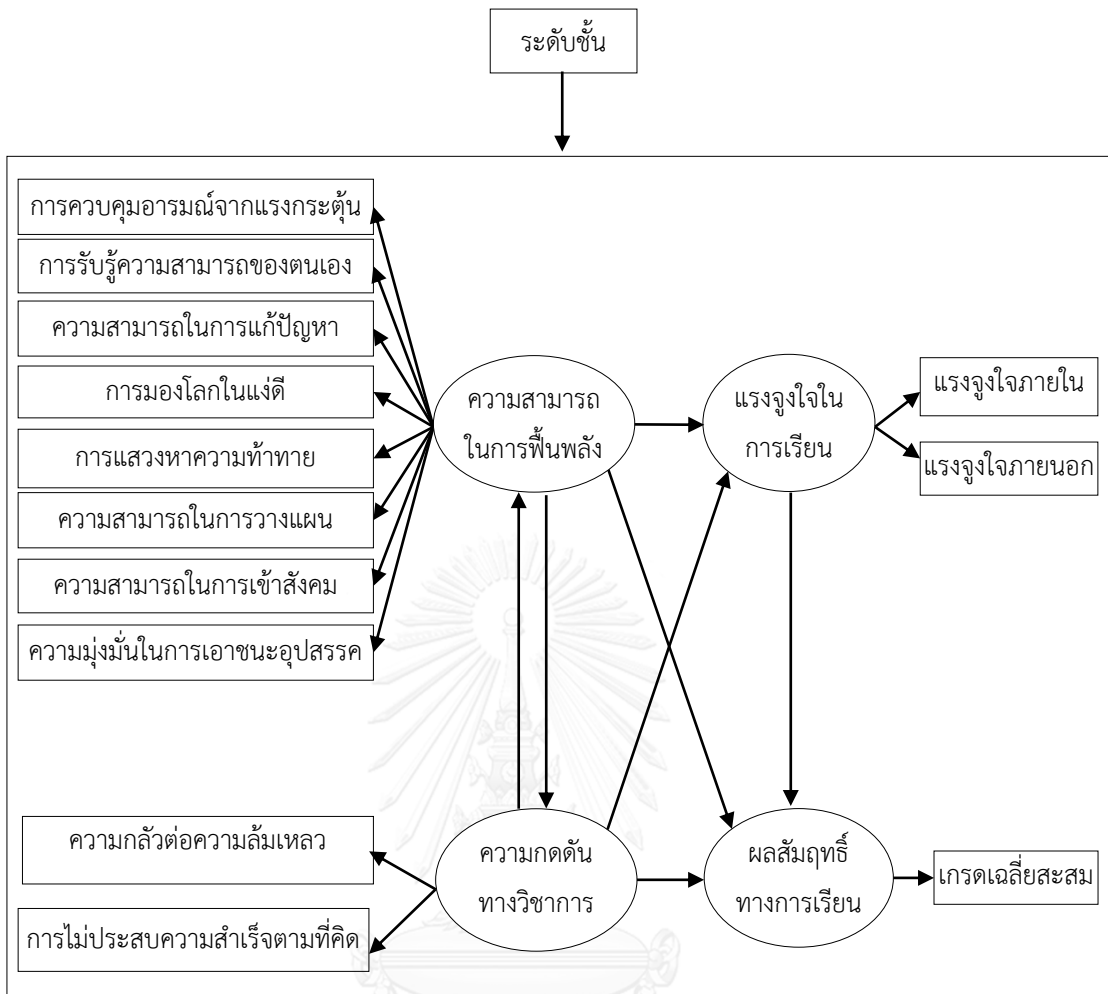 ระดับชั้น
การควบคุมอารมณ์จากแรงกระตุ้น
การรับรู้ความสามารถของตนเอง
ความสามารถในการแก้ปัญหา
การมองโลกในแง่ดี
การแสวงหาความท้าทาย
ความสามารถในการวางแผน
ความสามารถในการเข้าสังคม
ความมุ่งมั่นในการเอาชนะอุปสรรค
ความสามารถ
ในการฟื้นพลัง
แรงจูงใจใน
การเรียน
แรงจูงใจภายใน
แรงจูงใจภายนอก
ความกลัวต่อความล้มเหลว
การไม่ประสบความสำเร็จตามที่คิด
ความกดดัน
ทางวิชาการ
ผลสัมฤทธิ์
ทางการเรียน
เกรดเฉลี่ยสะสม